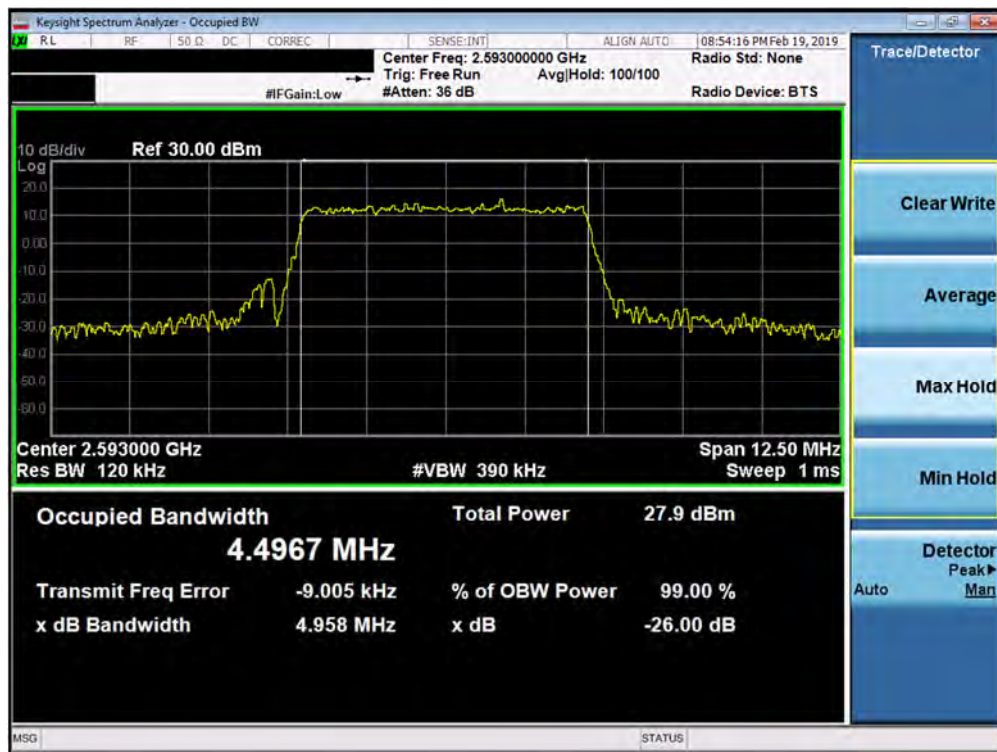 Keysight Spectrum Analyzer - Occupied BW
LXI RL RF 50 Ω DC CORREC SENSE:INT ALIGN AUTO 08:54:16 PM Feb 19, 2019
Center Freq: 2.593000000 GHz Radio Std: None
Trig: Free Run Avg|Hold: 100/100
#IFGain:Low #Atten: 36 dB Radio Device: BTS
10 dB/div Ref 30.00 dBm
Log
20.0
10.0
0.00
-10.0
-20.0
-30.0
-40.0
-50.0
-60.0
Center 2.593000 GHz Span 12.50 MHz
Res BW 120 kHz #VBW 390 kHz Sweep 1 ms
Occupied Bandwidth Total Power 27.9 dBm
4.4967 MHz
Transmit Freq Error -9.005 kHz % of OBW Power 99.00 %
x dB Bandwidth 4.958 MHz x dB -26.00 dB
MSG STATUS
Trace/Detector
Clear Write
Average
Max Hold
Min Hold
Detector
Peak▶
Auto Man